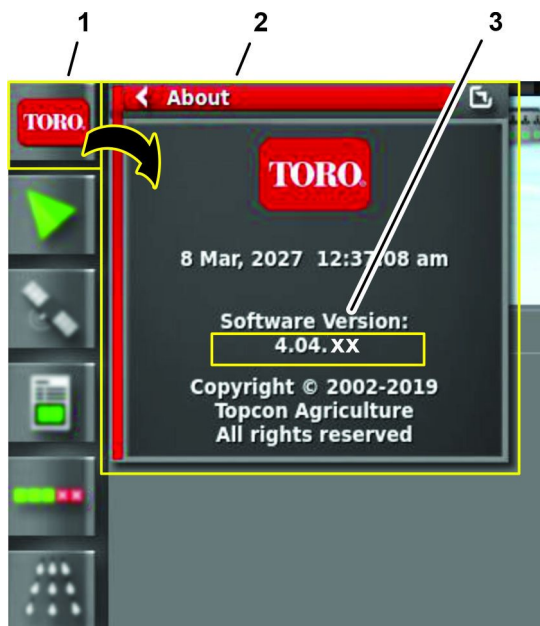 1 2 3
TORO.
About
TORO.
8 Mar, 2027 12:37:08 am
Software Version:
4.04.XX
Copyright © 2002-2019
Topcon Agriculture
All rights reserved